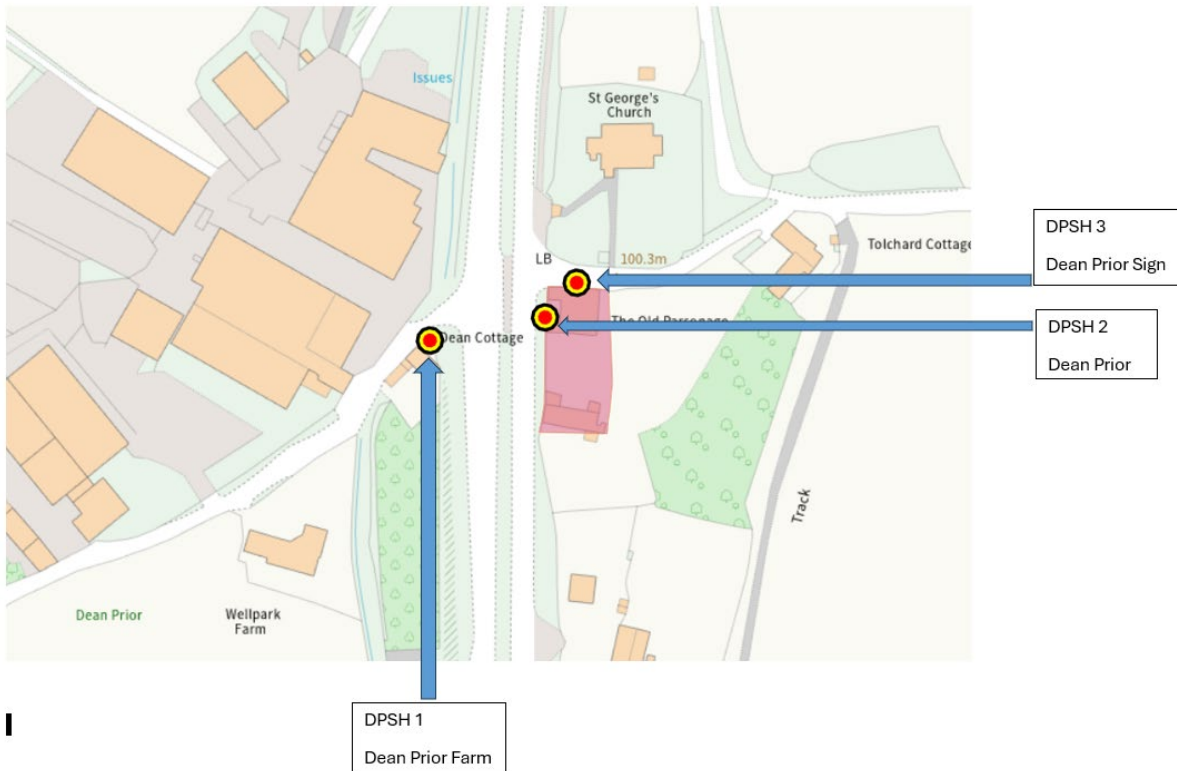 Issues
St George's
Church
DPSH 3
Dean Prior Sign
Tolchard Cottage
LB
100.3m
DPSH 2
Dean Prior
The Old Parsonage
Dean Cottage
Track
Dean Prior
Wellpark
Farm
DPSH 1
Dean Prior Farm